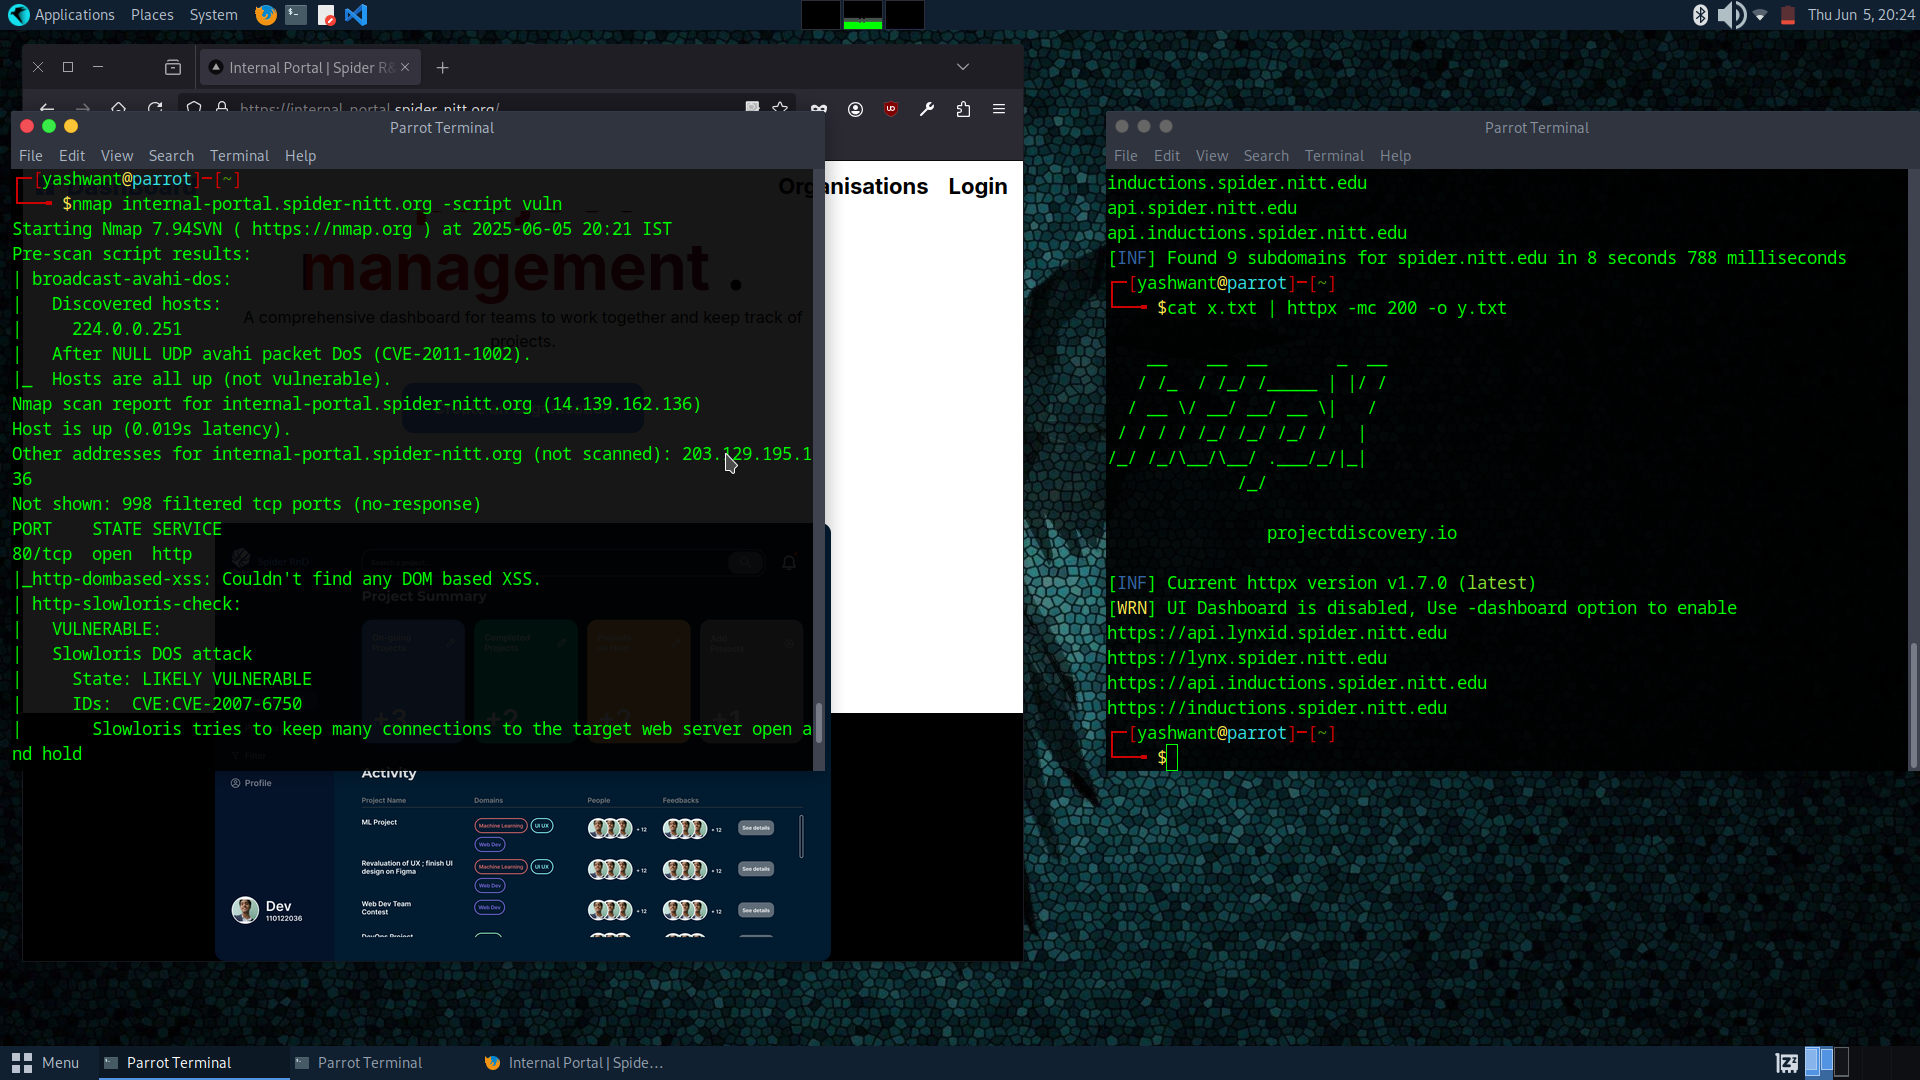 Applications Places System
Thu Jun 5, 20:24
Internal Portal | Spider R&
https://internal-portal.spider-nitt.org/
Parrot Terminal
File Edit View Search Terminal Help
┌─[yashwant@parrot]─[~]
└──╼ $nmap internal-portal.spider-nitt.org -script vuln
Starting Nmap 7.94SVN ( https://nmap.org ) at 2025-06-05 20:21 IST
Pre-scan script results:
| broadcast-avahi-dos:
|   Discovered hosts:
|     224.0.0.251
|   After NULL UDP avahi packet DoS (CVE-2011-1002).
|_  Hosts are all up (not vulnerable).
Nmap scan report for internal-portal.spider-nitt.org (14.139.162.136)
Host is up (0.019s latency).
Other addresses for internal-portal.spider-nitt.org (not scanned): 203.129.195.1
36
Not shown: 998 filtered tcp ports (no-response)
PORT    STATE SERVICE
80/tcp  open  http
|_http-dombased-xss: Couldn't find any DOM based XSS.
| http-slowloris-check:
|   VULNERABLE:
|   Slowloris DOS attack
|     State: LIKELY VULNERABLE
|     IDs:  CVE:CVE-2007-6750
|       Slowloris tries to keep many connections to the target web server open a
nd hold
Organisations Login
management .
A comprehensive dashboard for teams to work together and keep track of
projects.
Project Summary
Profile
Activity
Project Name Domains People Feedbacks
ML Project Machine Learning UI UX + 12 + 12 See details
Web Dev
Revaluation of UX ; finish UI Machine Learning UI UX + 12 + 12 See details
design on Figma
Web Dev
Web Dev Team Web Dev + 12 + 12 See details
Contest
DevOps Project
Dev
110122036
Parrot Terminal
File Edit View Search Terminal Help
inductions.spider.nitt.edu
api.spider.nitt.edu
api.inductions.spider.nitt.edu
[INF] Found 9 subdomains for spider.nitt.edu in 8 seconds 788 milliseconds
┌─[yashwant@parrot]─[~]
└──╼ $cat x.txt | httpx -mc 200 -o y.txt
projectdiscovery.io
[INF] Current httpx version v1.7.0 (latest)
[WRN] UI Dashboard is disabled, Use -dashboard option to enable
https://api.lynxid.spider.nitt.edu
https://lynx.spider.nitt.edu
https://api.inductions.spider.nitt.edu
https://inductions.spider.nitt.edu
┌─[yashwant@parrot]─[~]
└──╼ $
Menu Parrot Terminal Parrot Terminal Internal Portal | Spide…